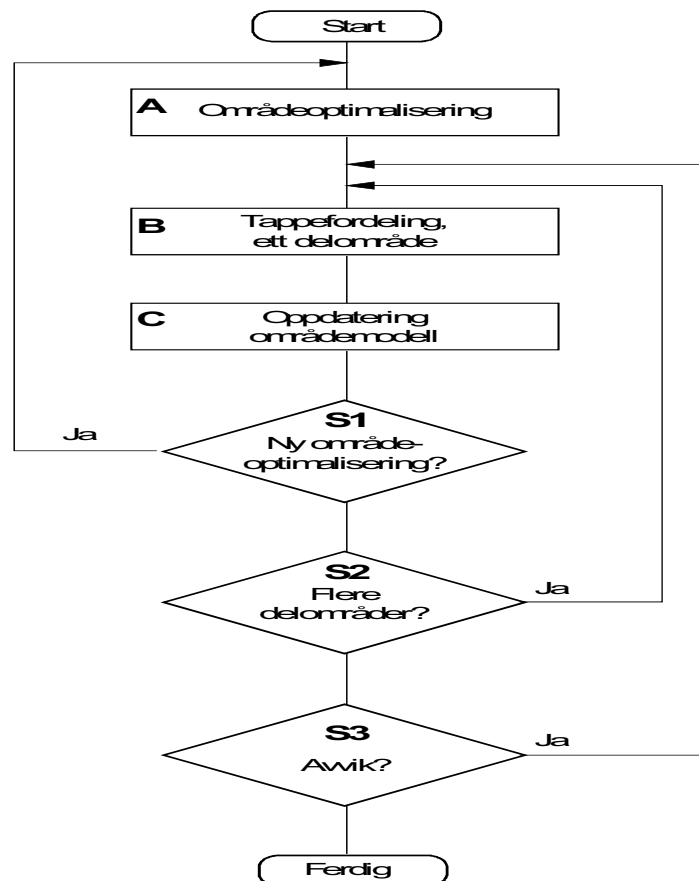 Start
A Områdeoptimalisering
B Tappefordeling,
ett delområde
C Oppdatering
områdemodell
S1
Ja
Ny område-
optimalisering?
S2
Flere
delområder?
Ja
S3
Avvik?
Ja
Ferdig